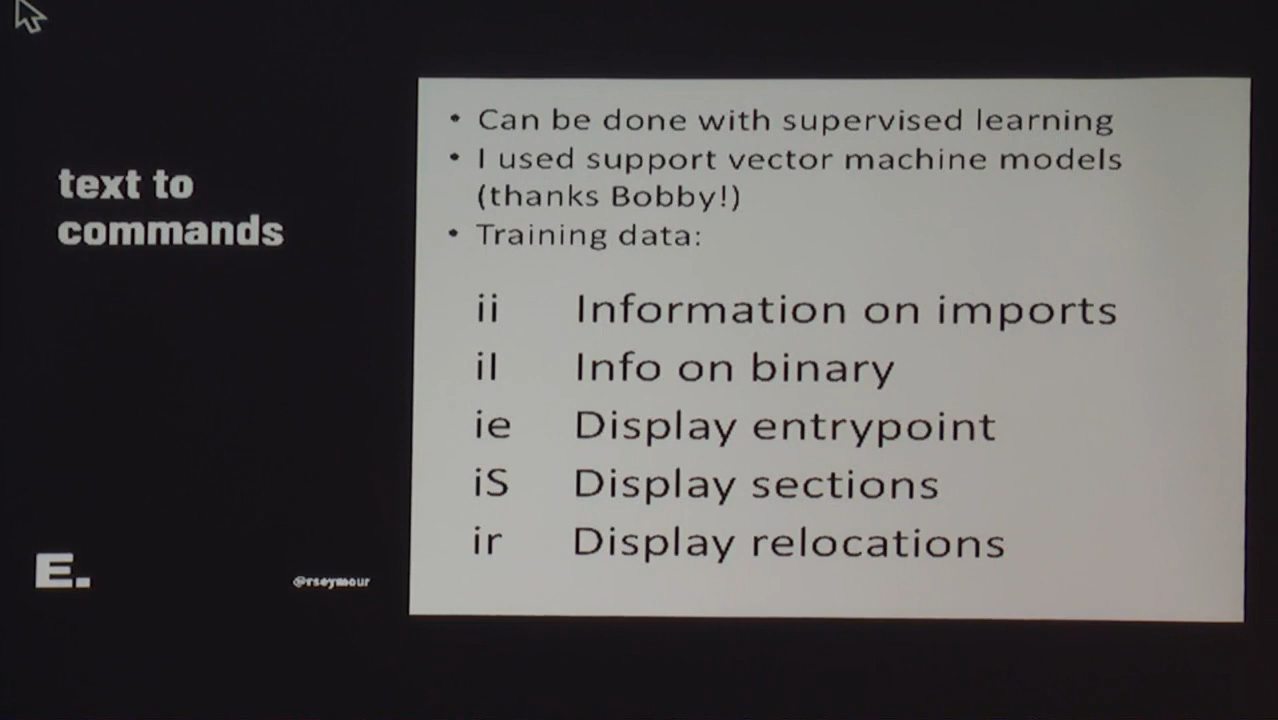 text to
commands
• Can be done with supervised learning
• I used support vector machine models
(thanks Bobby!)
• Training data:
ii Information on imports
iI Info on binary
ie Display entrypoint
iS Display sections
ir Display relocations
E.
@rseymour